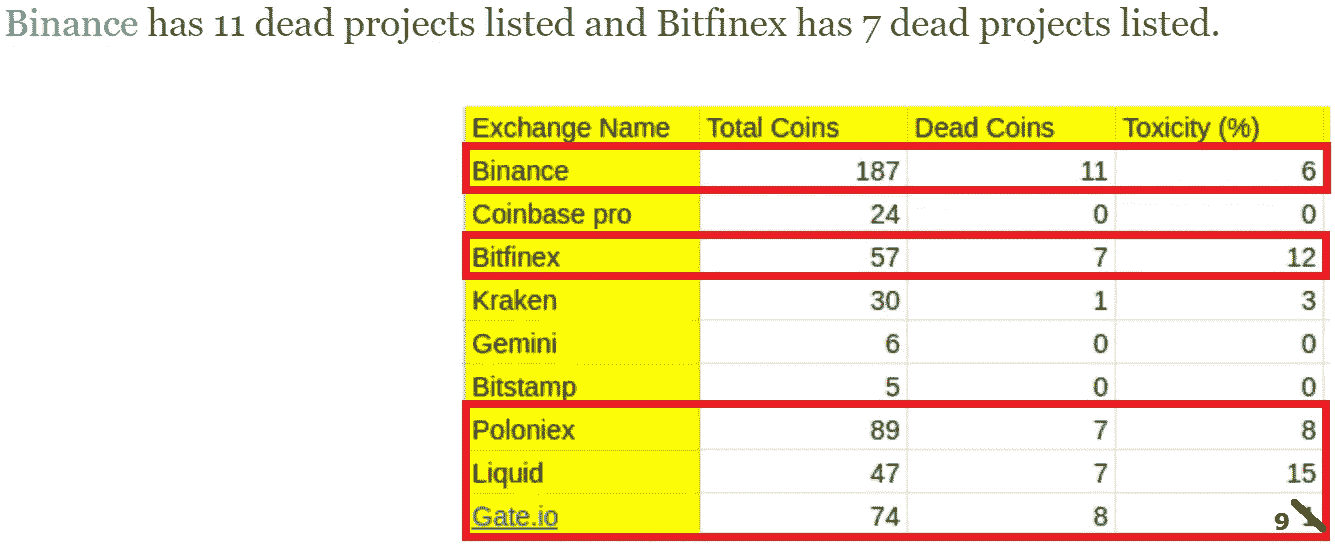 Binance has 11 dead projects listed and Bitfinex has 7 dead projects listed.
Exchange Name Total Coins Dead Coins Toxicity (%)
Binance 187 11 6
Coinbase pro 24 0 0
Bitfinex 57 7 12
Kraken 30 1 3
Gemini 6 0 0
Bitstamp 5 0 0
Poloniex 89 7 8
Liquid 47 7 15
Gate.io 74 8 9